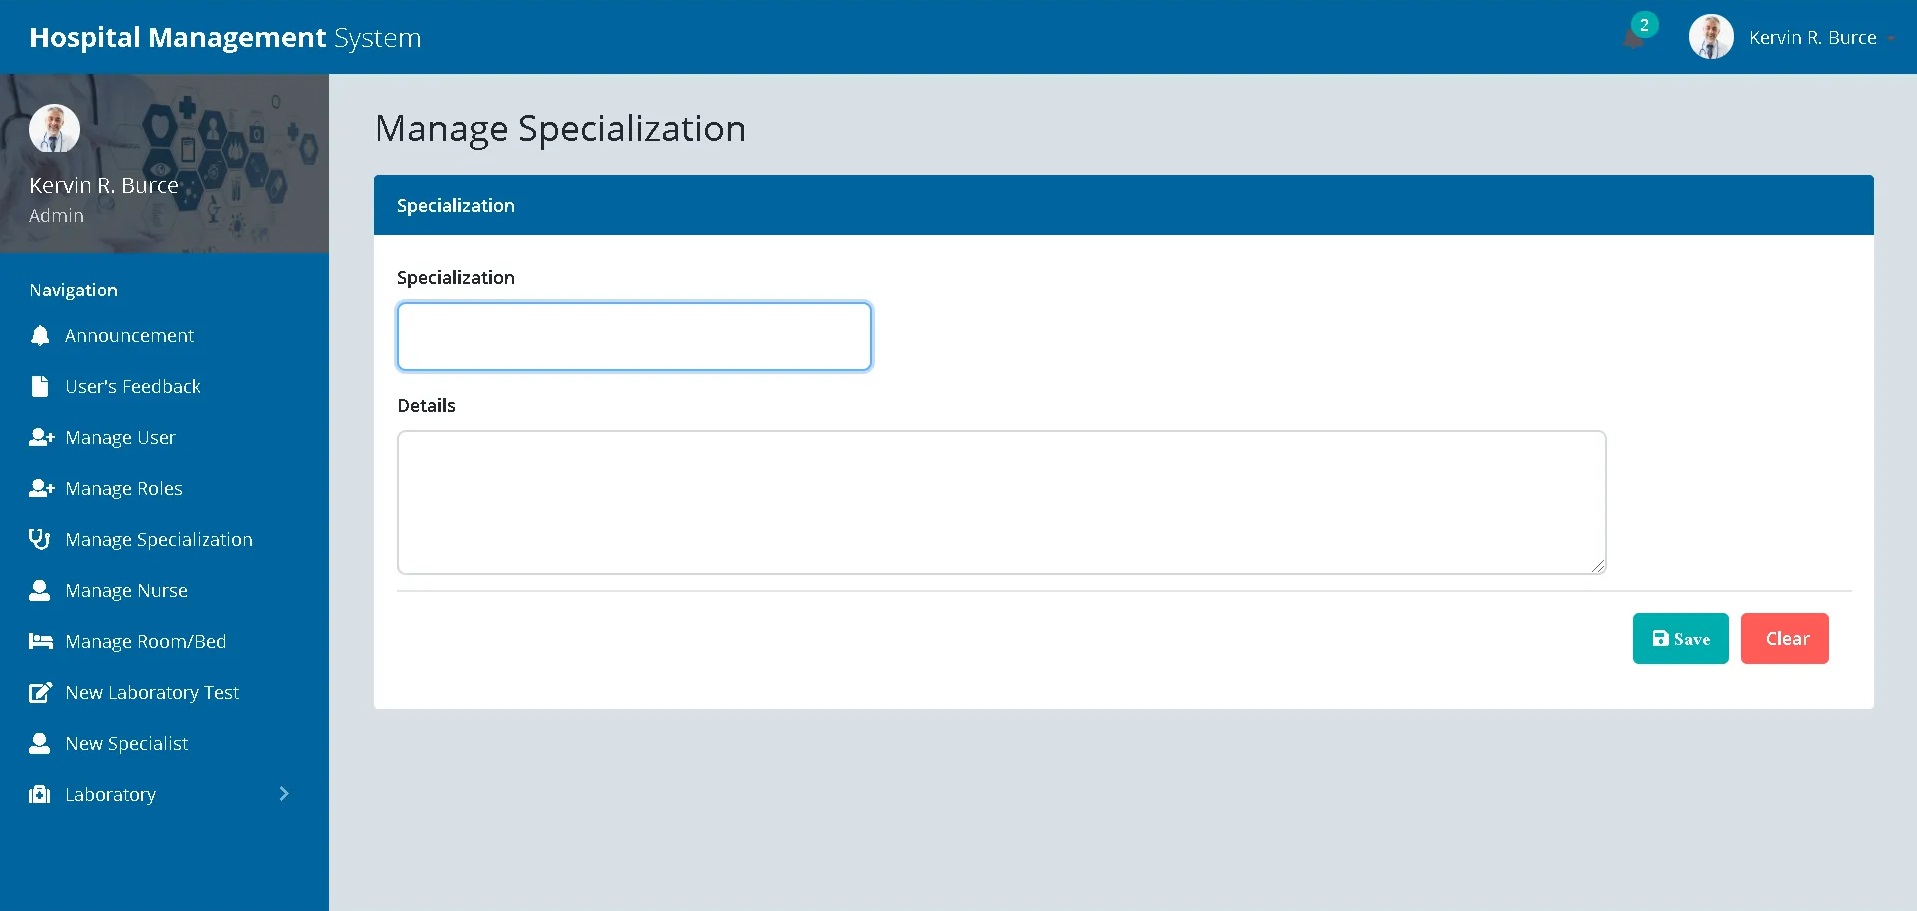 Hospital Management System
2
Kervin R. Burce
Kervin R. Burce
Admin
Navigation
Announcement
User's Feedback
Manage User
Manage Roles
Manage Specialization
Manage Nurse
Manage Room/Bed
New Laboratory Test
New Specialist
Laboratory
Manage Specialization
Specialization
Specialization
Details
Save
Clear